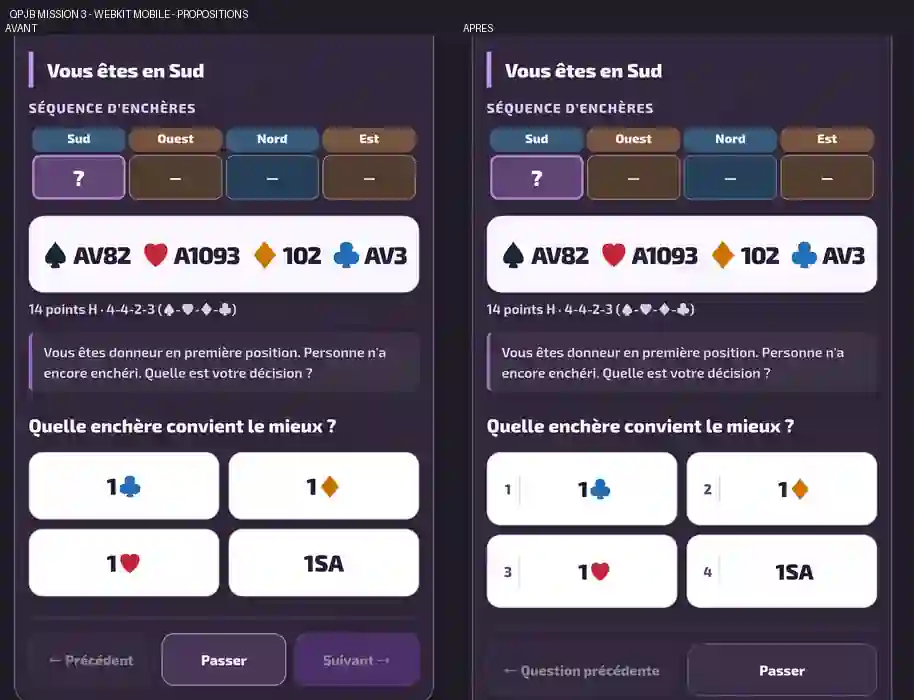 QPJB MISSION 3 - WEBKIT MOBILE - PROPOSITIONS
AVANT
Vous êtes en Sud
SÉQUENCE D'ENCHÈRES
Sud Ouest Nord Est
? – – –
♠ AV82 ♥ A1093 ♦ 102 ♣ AV3
14 points H · 4-4-2-3 (♠-♥-♦-♣)
Vous êtes donneur en première position. Personne n'a
encore enchéri. Quelle est votre décision ?
Quelle enchère convient le mieux ?
1♣ 1♦
1♥ 1SA
← Précédent Passer Suivant →
APRES
Vous êtes en Sud
SÉQUENCE D'ENCHÈRES
Sud Ouest Nord Est
? – – –
♠ AV82 ♥ A1093 ♦ 102 ♣ AV3
14 points H · 4-4-2-3 (♠-♥-♦-♣)
Vous êtes donneur en première position. Personne n'a
encore enchéri. Quelle est votre décision ?
Quelle enchère convient le mieux ?
1 1♣ 2 1♦
3 1♥ 4 1SA
← Question précédente Passer